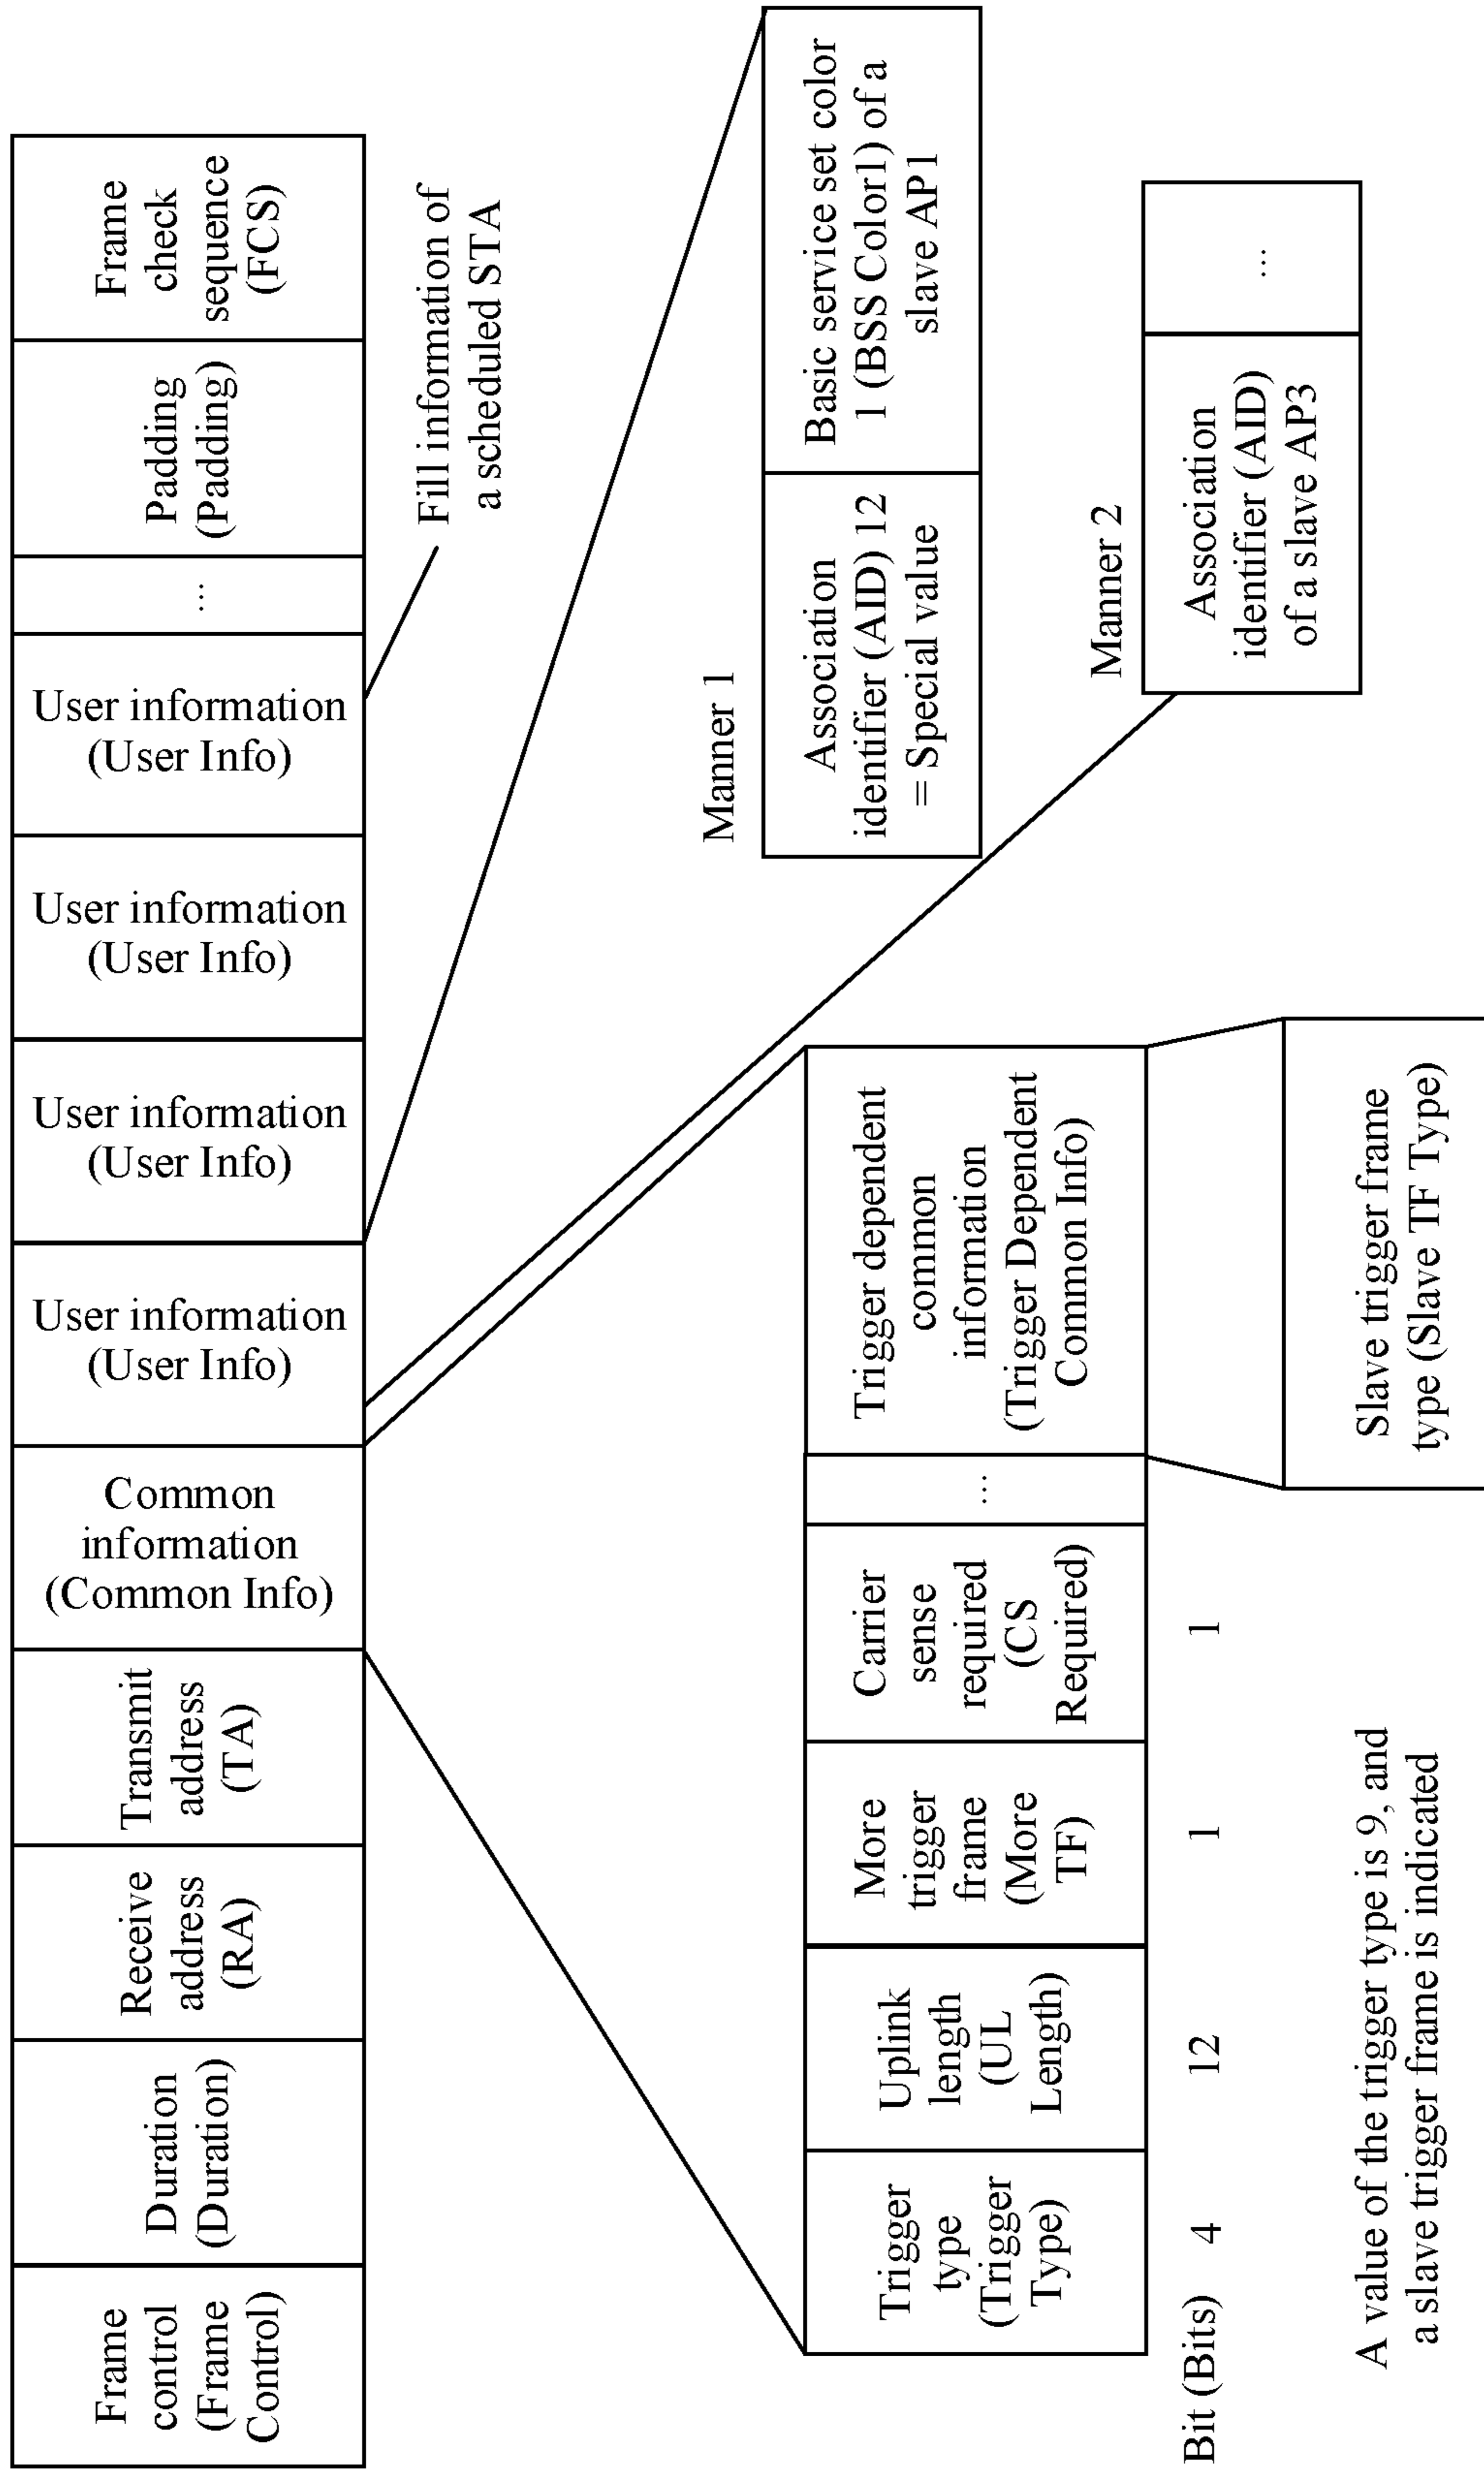 Frame
control
(Frame
Control)
Duration
(Duration)
Receive
address
(RA)
Transmit
address
(TA)
Common
information
(Common Info)
User information
(User Info)
User information
(User Info)
User information
(User Info)
User information
(User Info)
...
Padding
(Padding)
Frame
check
sequence
(FCS)
Fill information of
a scheduled STA
Manner 1
Association
identifier (AID) 12
= Special value
Basic service set color
1 (BSS Color1) of a
slave AP1
Manner 2
Association
identifier (AID)
of a slave AP3
...
Trigger
type
(Trigger
Type)
Uplink
length
(UL
Length)
More
trigger
frame
(More
TF)
Carrier
sense
required
(CS
Required)
...
Trigger dependent
common
information
(Trigger Dependent
Common Info)
Bit (Bits) 4 12 1 1
Slave trigger frame
type (Slave TF Type)
A value of the trigger type is 9, and
a slave trigger frame is indicated